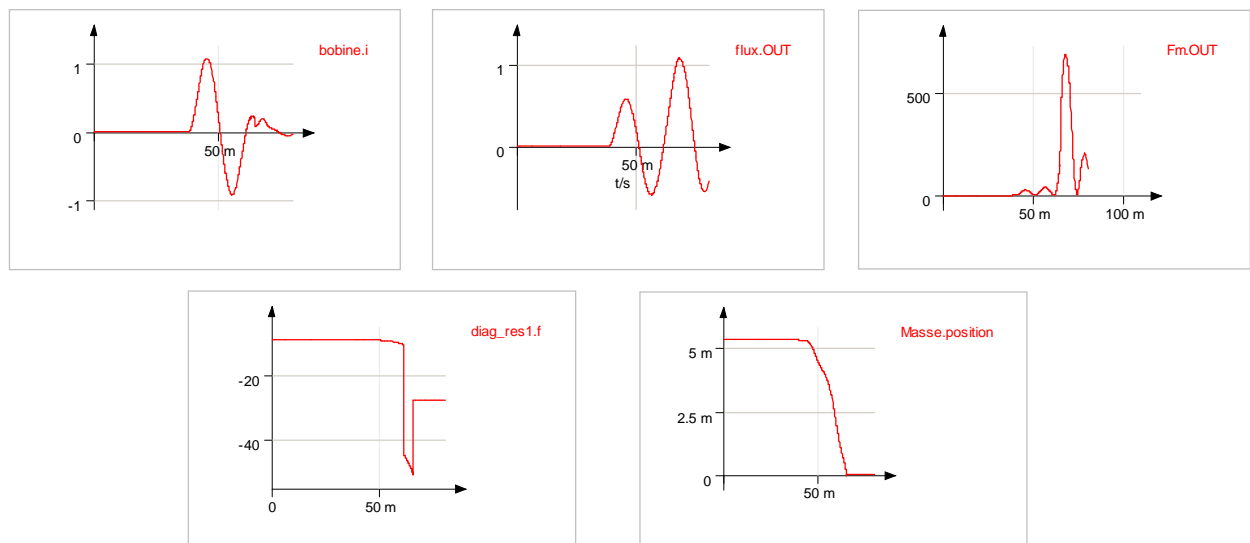 bobine.i
1
0
50 m
-1
flux.OUT
1
0
50 m
t/s
Fm.OUT
500
0
50 m
100 m
diag_res1.f
-20
-40
0
50 m
Masse.position
5 m
2.5 m
0
50 m